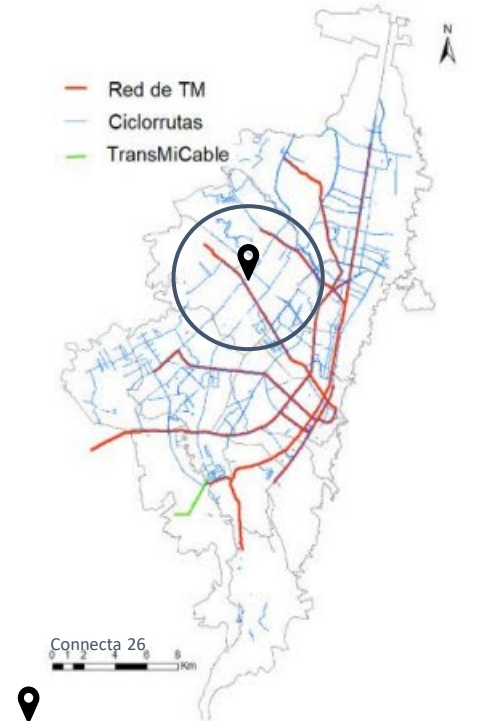 N
Red de TM
Ciclorrutas
TransMiCable
Connecta 26
0 1 2 4 6 8
Km